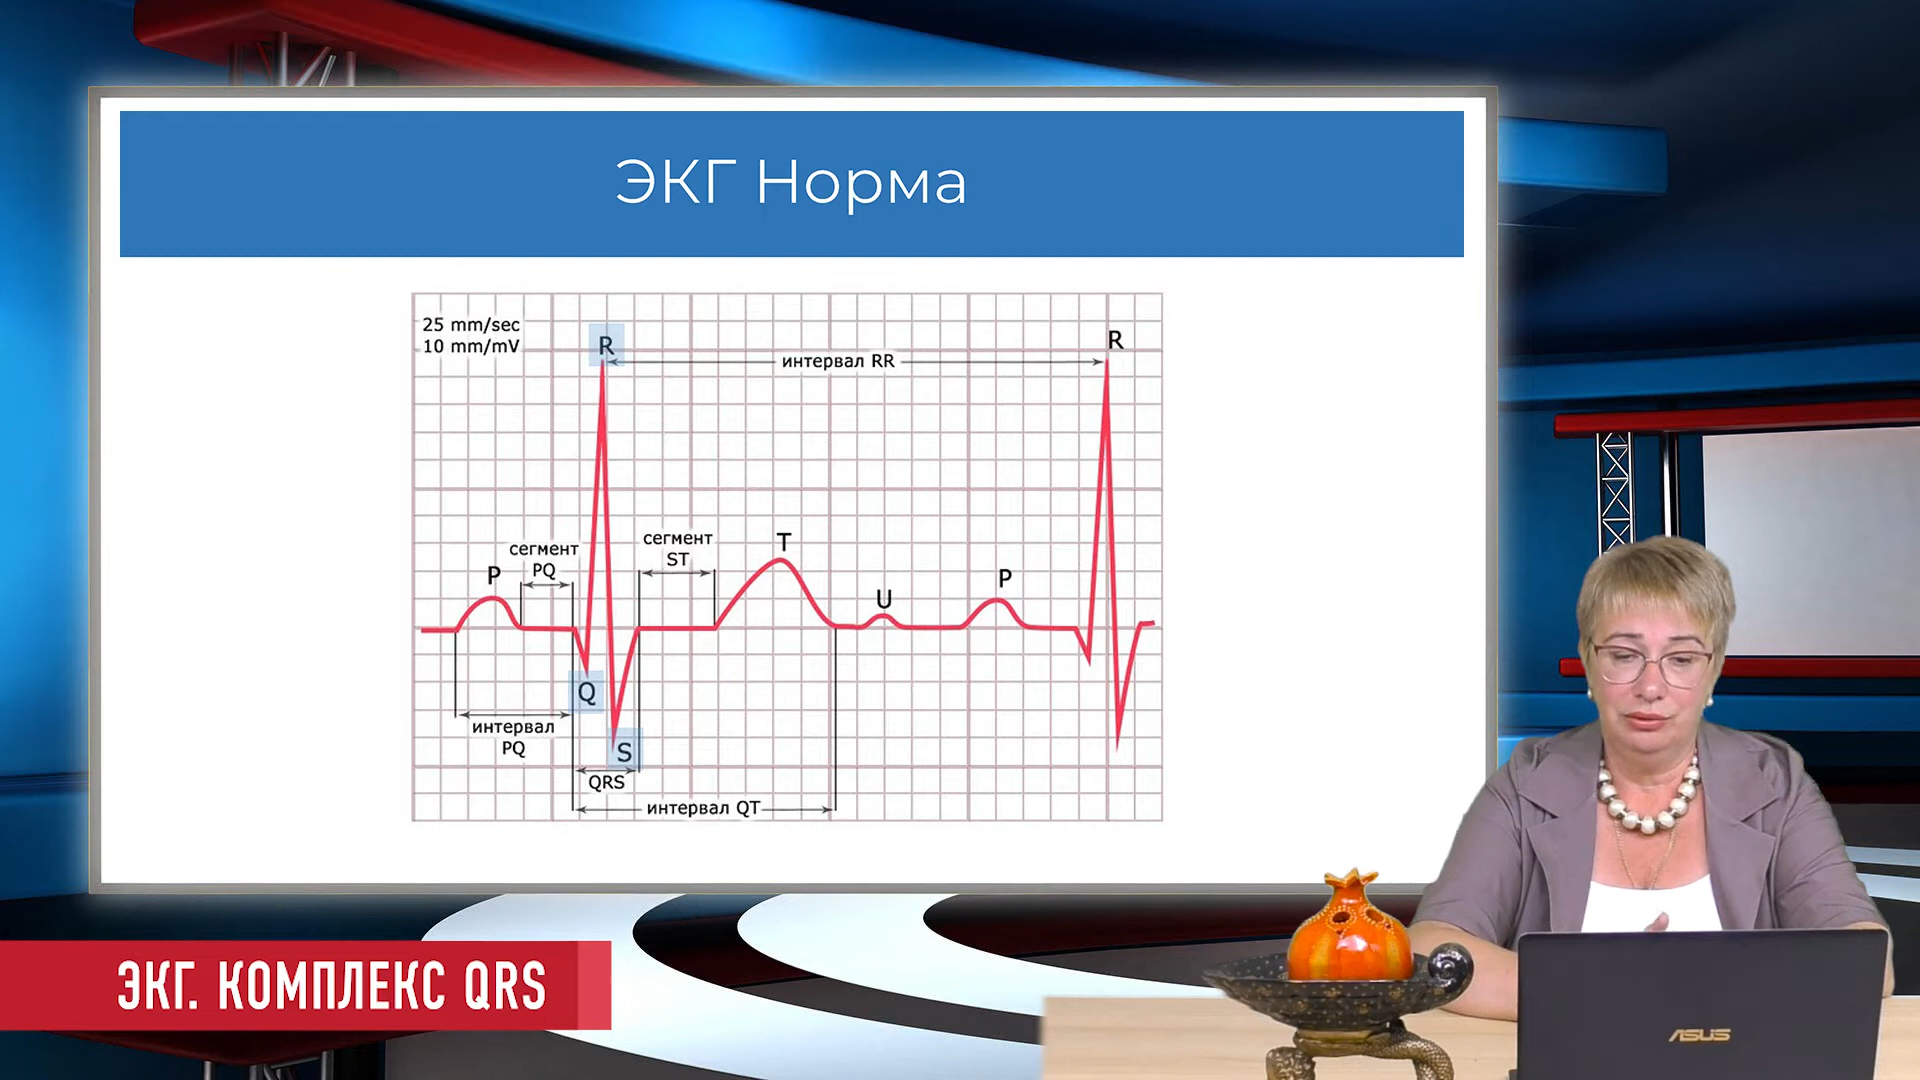 ЭКГ Норма
25 mm/sec
10 mm/mV
R
R
интервал RR
сегмент
PQ
P
сегмент
ST
T
U
P
Q
S
интервал
PQ
QRS
интервал QT
ЭКГ. КОМПЛЕКС QRS
ASUS